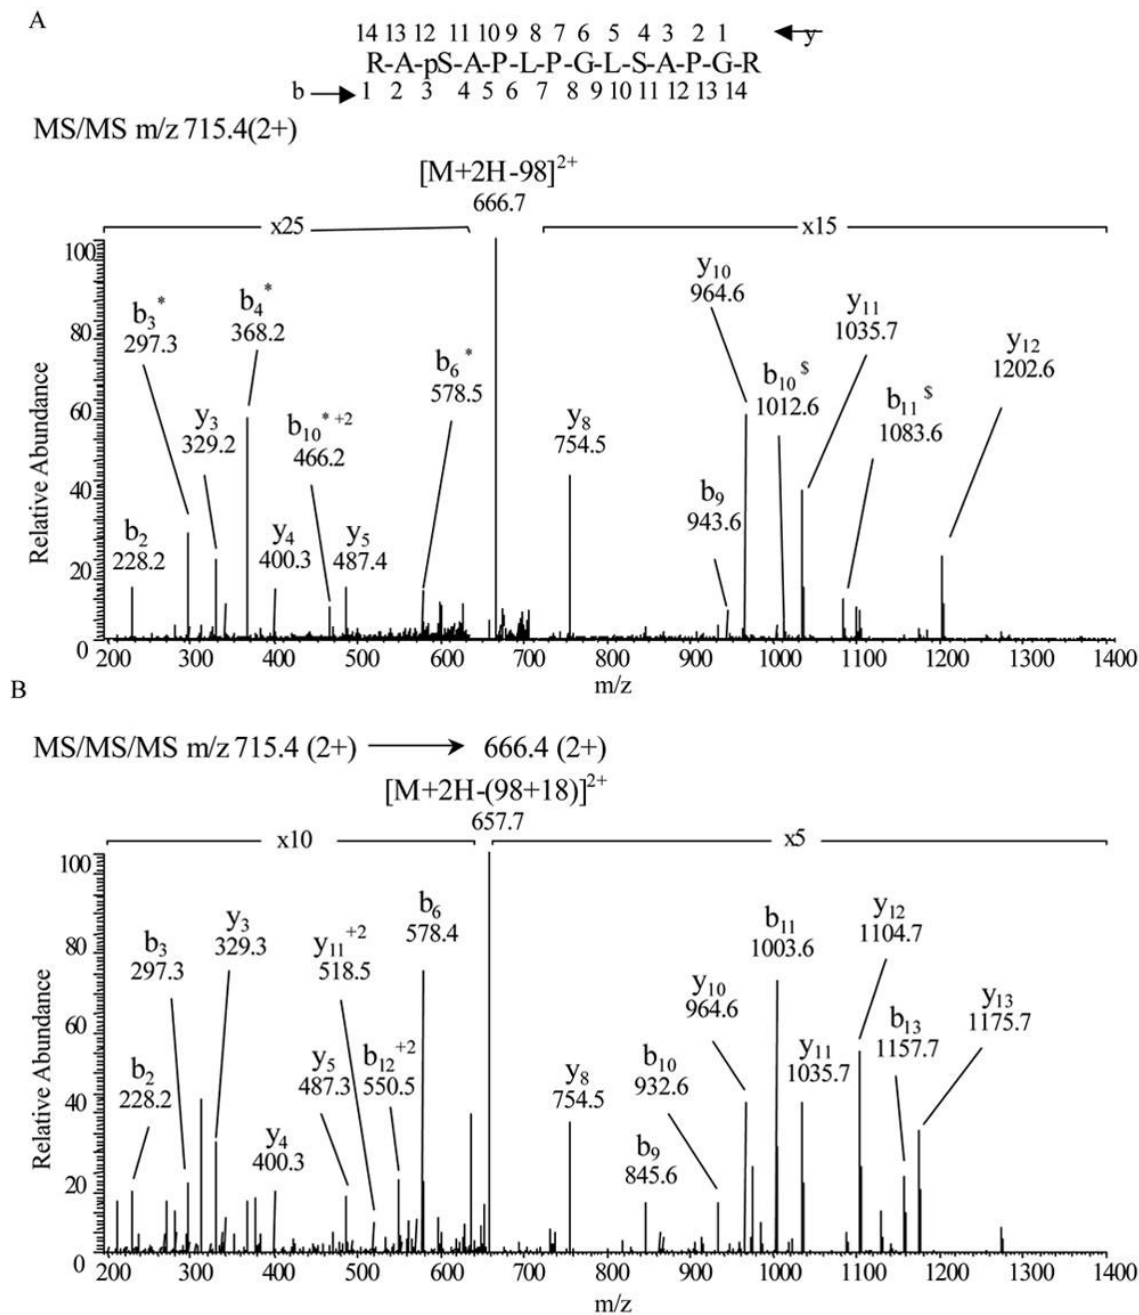 A
14 13 12 11 10 9 8 7 6 5 4 3 2 1 y
R-A-pS-A-P-L-P-G-L-S-A-P-G-R
b 1 2 3 4 5 6 7 8 9 10 11 12 13 14
MS/MS m/z 715.4(2+)
[M+2H-98]2+
666.7
x25
x15
Relative Abundance
100
80
60
40
20
0
b2
228.2
b3*
297.3
y3
329.2
b4*
368.2
y4
400.3
b10* +2
466.2
y5
487.4
b6*
578.5
y8
754.5
b9
943.6
y10
964.6
b10$
1012.6
y11
1035.7
b11$
1083.6
y12
1202.6
200 300 400 500 600 700 800 900 1000 1100 1200 1300 1400
m/z
B
MS/MS/MS m/z 715.4 (2+) → 666.4 (2+)
[M+2H-(98+18)]2+
657.7
x10
x5
Relative Abundance
100
80
60
40
20
0
b2
228.2
b3
297.3
y3
329.3
y4
400.3
y5
487.3
y11+2
518.5
b12+2
550.5
b6
578.4
y8
754.5
b9
845.6
b10
932.6
y10
964.6
b11
1003.6
y11
1035.7
y12
1104.7
b13
1157.7
y13
1175.7
200 300 400 500 600 700 800 900 1000 1100 1200 1300 1400
m/z